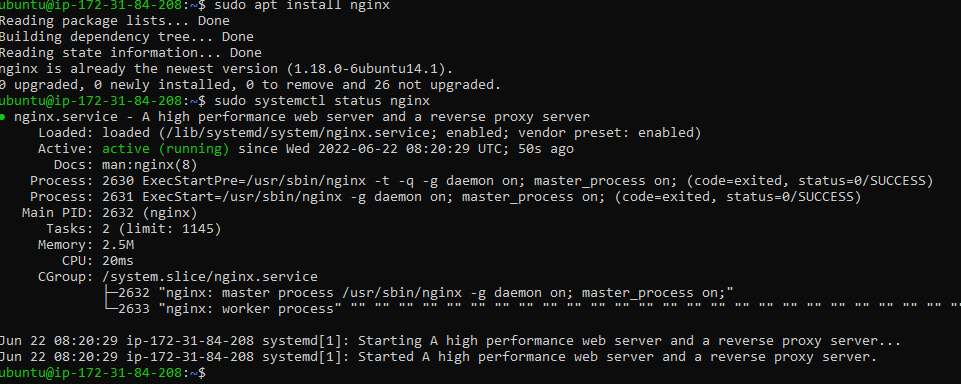 ubuntu@ip-172-31-84-208:~$ sudo apt install nginx
Reading package lists... Done
Building dependency tree... Done
Reading state information... Done
nginx is already the newest version (1.18.0-6ubuntu14.1).
0 upgraded, 0 newly installed, 0 to remove and 26 not upgraded.
ubuntu@ip-172-31-84-208:~$ sudo systemctl status nginx
● nginx.service - A high performance web server and a reverse proxy server
     Loaded: loaded (/lib/systemd/system/nginx.service; enabled; vendor preset: enabled)
     Active: active (running) since Wed 2022-06-22 08:20:29 UTC; 50s ago
       Docs: man:nginx(8)
    Process: 2630 ExecStartPre=/usr/sbin/nginx -t -q -g daemon on; master_process on; (code=exited, status=0/SUCCESS)
    Process: 2631 ExecStart=/usr/sbin/nginx -g daemon on; master_process on; (code=exited, status=0/SUCCESS)
   Main PID: 2632 (nginx)
      Tasks: 2 (limit: 1145)
     Memory: 2.5M
        CPU: 20ms
     CGroup: /system.slice/nginx.service
             ├─2632 "nginx: master process /usr/sbin/nginx -g daemon on; master_process on;"
             └─2633 "nginx: worker process" "" "" "" "" "" "" "" "" "" "" "" "" "" "" "" "" "" "" "" "" "" "" "" "" "" "

Jun 22 08:20:29 ip-172-31-84-208 systemd[1]: Starting A high performance web server and a reverse proxy server...
Jun 22 08:20:29 ip-172-31-84-208 systemd[1]: Started A high performance web server and a reverse proxy server.
ubuntu@ip-172-31-84-208:~$